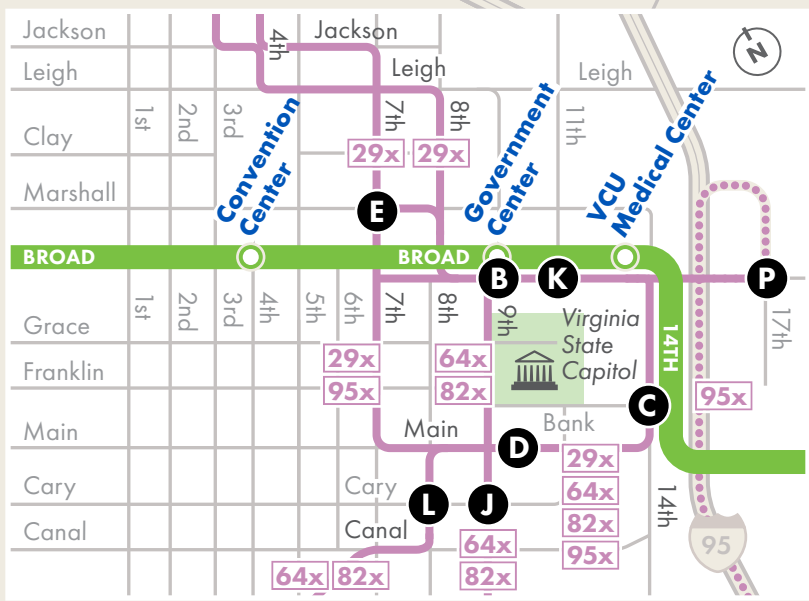 Jackson
4th
Jackson
N
Leigh
Leigh
Leigh
1st
2nd
3rd
7th
8th
11th
Clay
29x
29x
Convention
Center
Government
Center
VCU
Medical Center
Marshall
E
BROAD
BROAD
B
K
P
1st
2nd
3rd
4th
5th
6th
7th
8th
9th
14TH
17th
Grace
Virginia
State
Capitol
29x
64x
Franklin
95x
82x
95x
C
Main
Main
Bank
D
29x
Cary
Cary
64x
L
J
14th
82x
Canal
Canal
64x
95x
95
64x
82x
82x